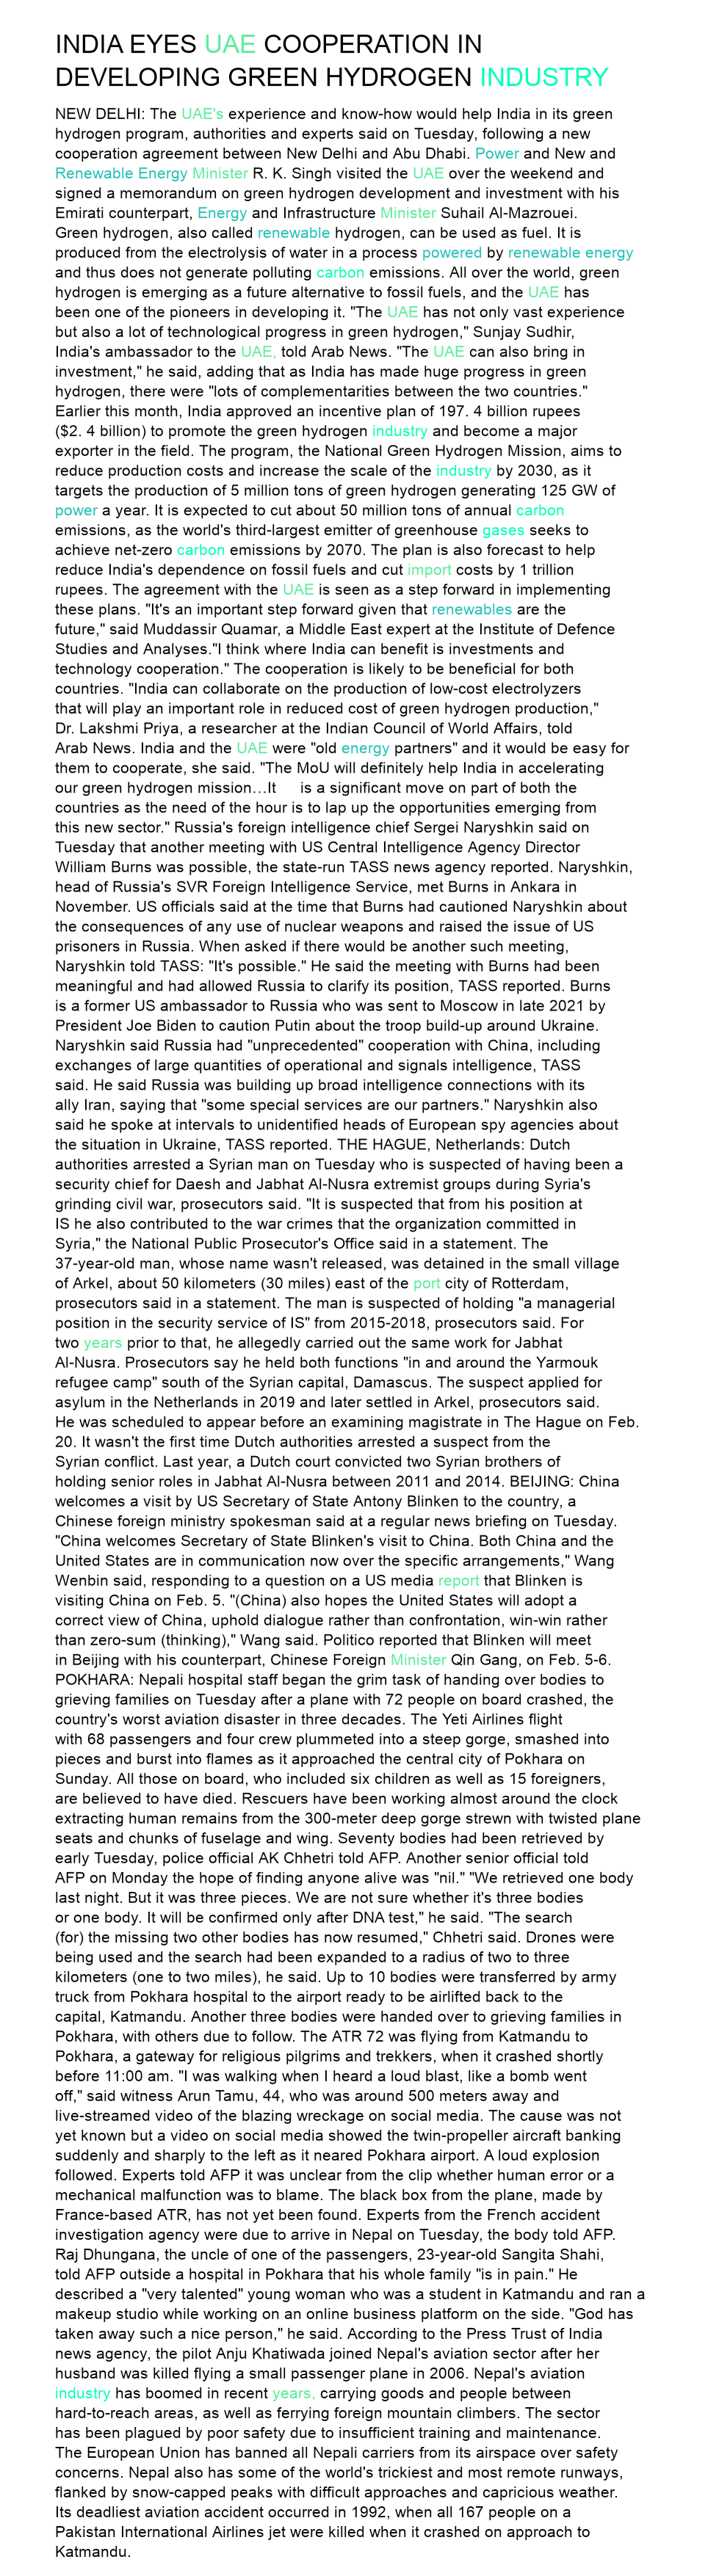 INDIA EYES UAE COOPERATION IN
DEVELOPING GREEN HYDROGEN INDUSTRY
NEW DELHI: The UAE's experience and know-how would help India in its green
hydrogen program, authorities and experts said on Tuesday, following a new
cooperation agreement between New Delhi and Abu Dhabi. Power and New and
Renewable Energy Minister R. K. Singh visited the UAE over the weekend and
signed a memorandum on green hydrogen development and investment with his
Emirati counterpart, Energy and Infrastructure Minister Suhail Al-Mazrouei.
Green hydrogen, also called renewable hydrogen, can be used as fuel. It is
produced from the electrolysis of water in a process powered by renewable energy
and thus does not generate polluting carbon emissions. All over the world, green
hydrogen is emerging as a future alternative to fossil fuels, and the UAE has
been one of the pioneers in developing it. "The UAE has not only vast experience
but also a lot of technological progress in green hydrogen," Sunjay Sudhir,
India's ambassador to the UAE, told Arab News. "The UAE can also bring in
investment," he said, adding that as India has made huge progress in green
hydrogen, there were "lots of complementarities between the two countries."
Earlier this month, India approved an incentive plan of 197. 4 billion rupees
($2. 4 billion) to promote the green hydrogen industry and become a major
exporter in the field. The program, the National Green Hydrogen Mission, aims to
reduce production costs and increase the scale of the industry by 2030, as it
targets the production of 5 million tons of green hydrogen generating 125 GW of
power a year. It is expected to cut about 50 million tons of annual carbon
emissions, as the world's third-largest emitter of greenhouse gases seeks to
achieve net-zero carbon emissions by 2070. The plan is also forecast to help
reduce India's dependence on fossil fuels and cut import costs by 1 trillion
rupees. The agreement with the UAE is seen as a step forward in implementing
these plans. "It's an important step forward given that renewables are the
future," said Muddassir Quamar, a Middle East expert at the Institute of Defence
Studies and Analyses."I think where India can benefit is investments and
technology cooperation." The cooperation is likely to be beneficial for both
countries. "India can collaborate on the production of low-cost electrolyzers
that will play an important role in reduced cost of green hydrogen production,"
Dr. Lakshmi Priya, a researcher at the Indian Council of World Affairs, told
Arab News. India and the UAE were "old energy partners" and it would be easy for
them to cooperate, she said. "The MoU will definitely help India in accelerating
our green hydrogen mission…It is a significant move on part of both the
countries as the need of the hour is to lap up the opportunities emerging from
this new sector." Russia's foreign intelligence chief Sergei Naryshkin said on
Tuesday that another meeting with US Central Intelligence Agency Director
William Burns was possible, the state-run TASS news agency reported. Naryshkin,
head of Russia's SVR Foreign Intelligence Service, met Burns in Ankara in
November. US officials said at the time that Burns had cautioned Naryshkin about
the consequences of any use of nuclear weapons and raised the issue of US
prisoners in Russia. When asked if there would be another such meeting,
Naryshkin told TASS: "It's possible." He said the meeting with Burns had been
meaningful and had allowed Russia to clarify its position, TASS reported. Burns
is a former US ambassador to Russia who was sent to Moscow in late 2021 by
President Joe Biden to caution Putin about the troop build-up around Ukraine.
Naryshkin said Russia had "unprecedented" cooperation with China, including
exchanges of large quantities of operational and signals intelligence, TASS
said. He said Russia was building up broad intelligence connections with its
ally Iran, saying that "some special services are our partners." Naryshkin also
said he spoke at intervals to unidentified heads of European spy agencies about
the situation in Ukraine, TASS reported. THE HAGUE, Netherlands: Dutch
authorities arrested a Syrian man on Tuesday who is suspected of having been a
security chief for Daesh and Jabhat Al-Nusra extremist groups during Syria's
grinding civil war, prosecutors said. "It is suspected that from his position at
IS he also contributed to the war crimes that the organization committed in
Syria," the National Public Prosecutor's Office said in a statement. The
37-year-old man, whose name wasn't released, was detained in the small village
of Arkel, about 50 kilometers (30 miles) east of the port city of Rotterdam,
prosecutors said in a statement. The man is suspected of holding "a managerial
position in the security service of IS" from 2015-2018, prosecutors said. For
two years prior to that, he allegedly carried out the same work for Jabhat
Al-Nusra. Prosecutors say he held both functions "in and around the Yarmouk
refugee camp" south of the Syrian capital, Damascus. The suspect applied for
asylum in the Netherlands in 2019 and later settled in Arkel, prosecutors said.
He was scheduled to appear before an examining magistrate in The Hague on Feb.
20. It wasn't the first time Dutch authorities arrested a suspect from the
Syrian conflict. Last year, a Dutch court convicted two Syrian brothers of
holding senior roles in Jabhat Al-Nusra between 2011 and 2014. BEIJING: China
welcomes a visit by US Secretary of State Antony Blinken to the country, a
Chinese foreign ministry spokesman said at a regular news briefing on Tuesday.
"China welcomes Secretary of State Blinken's visit to China. Both China and the
United States are in communication now over the specific arrangements," Wang
Wenbin said, responding to a question on a US media report that Blinken is
visiting China on Feb. 5. "(China) also hopes the United States will adopt a
correct view of China, uphold dialogue rather than confrontation, win-win rather
than zero-sum (thinking)," Wang said. Politico reported that Blinken will meet
in Beijing with his counterpart, Chinese Foreign Minister Qin Gang, on Feb. 5-6.
POKHARA: Nepali hospital staff began the grim task of handing over bodies to
grieving families on Tuesday after a plane with 72 people on board crashed, the
country's worst aviation disaster in three decades. The Yeti Airlines flight
with 68 passengers and four crew plummeted into a steep gorge, smashed into
pieces and burst into flames as it approached the central city of Pokhara on
Sunday. All those on board, who included six children as well as 15 foreigners,
are believed to have died. Rescuers have been working almost around the clock
extracting human remains from the 300-meter deep gorge strewn with twisted plane
seats and chunks of fuselage and wing. Seventy bodies had been retrieved by
early Tuesday, police official AK Chhetri told AFP. Another senior official told
AFP on Monday the hope of finding anyone alive was "nil." "We retrieved one body
last night. But it was three pieces. We are not sure whether it's three bodies
or one body. It will be confirmed only after DNA test," he said. "The search
(for) the missing two other bodies has now resumed," Chhetri said. Drones were
being used and the search had been expanded to a radius of two to three
kilometers (one to two miles), he said. Up to 10 bodies were transferred by army
truck from Pokhara hospital to the airport ready to be airlifted back to the
capital, Katmandu. Another three bodies were handed over to grieving families in
Pokhara, with others due to follow. The ATR 72 was flying from Katmandu to
Pokhara, a gateway for religious pilgrims and trekkers, when it crashed shortly
before 11:00 am. "I was walking when I heard a loud blast, like a bomb went
off," said witness Arun Tamu, 44, who was around 500 meters away and
live-streamed video of the blazing wreckage on social media. The cause was not
yet known but a video on social media showed the twin-propeller aircraft banking
suddenly and sharply to the left as it neared Pokhara airport. A loud explosion
followed. Experts told AFP it was unclear from the clip whether human error or a
mechanical malfunction was to blame. The black box from the plane, made by
France-based ATR, has not yet been found. Experts from the French accident
investigation agency were due to arrive in Nepal on Tuesday, the body told AFP.
Raj Dhungana, the uncle of one of the passengers, 23-year-old Sangita Shahi,
told AFP outside a hospital in Pokhara that his whole family "is in pain." He
described a "very talented" young woman who was a student in Katmandu and ran a
makeup studio while working on an online business platform on the side. "God has
taken away such a nice person," he said. According to the Press Trust of India
news agency, the pilot Anju Khatiwada joined Nepal's aviation sector after her
husband was killed flying a small passenger plane in 2006. Nepal's aviation
industry has boomed in recent years, carrying goods and people between
hard-to-reach areas, as well as ferrying foreign mountain climbers. The sector
has been plagued by poor safety due to insufficient training and maintenance.
The European Union has banned all Nepali carriers from its airspace over safety
concerns. Nepal also has some of the world's trickiest and most remote runways,
flanked by snow-capped peaks with difficult approaches and capricious weather.
Its deadliest aviation accident occurred in 1992, when all 167 people on a
Pakistan International Airlines jet were killed when it crashed on approach to
Katmandu.